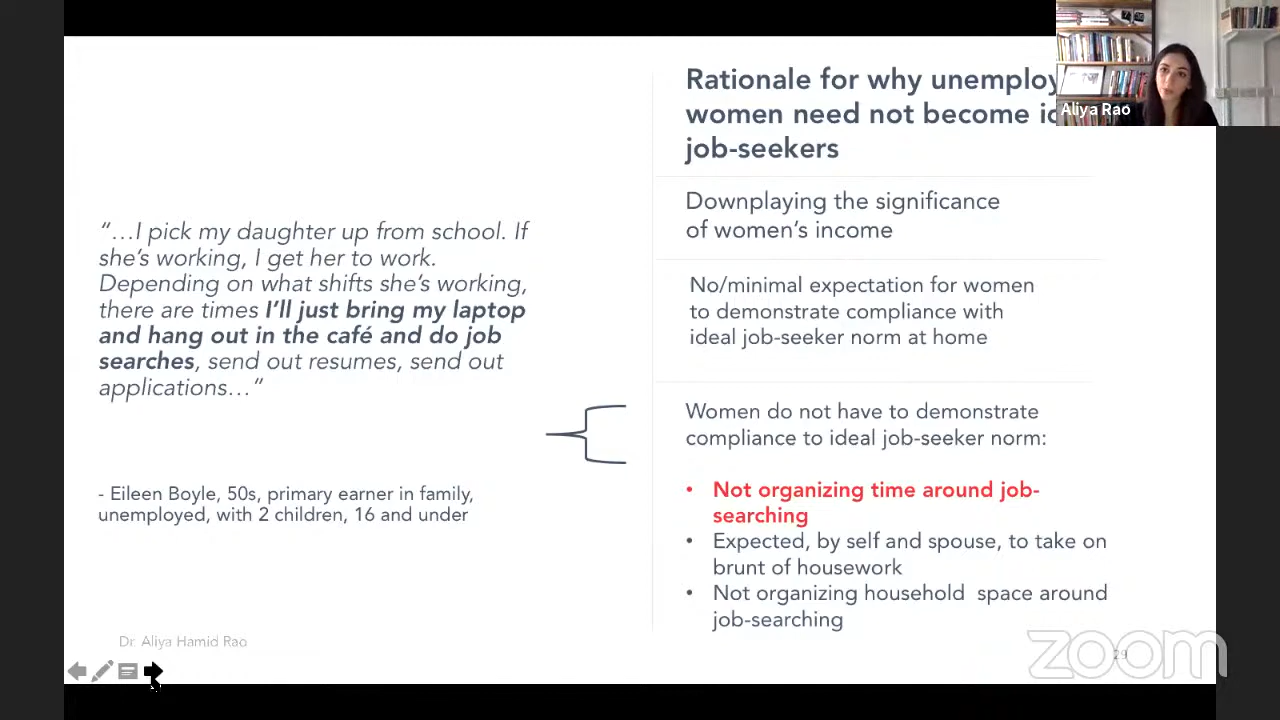 Rationale for why unemploy
women need not become ic
job-seekers
Aliya Rao
Downplaying the significance
of women's income
No/minimal expectation for women
to demonstrate compliance with
ideal job-seeker norm at home
Women do not have to demonstrate
compliance to ideal job-seeker norm:
• Not organizing time around job-
searching
• Expected, by self and spouse, to take on
brunt of housework
• Not organizing household  space around
job-searching
“…I pick my daughter up from school. If
she’s working, I get her to work.
Depending on what shifts she’s working,
there are times I’ll just bring my laptop
and hang out in the café and do job
searches, send out resumes, send out
applications…“
- Eileen Boyle, 50s, primary earner in family,
unemployed, with 2 children, 16 and under
Dr. Aliya Hamid Rao
29
zoom